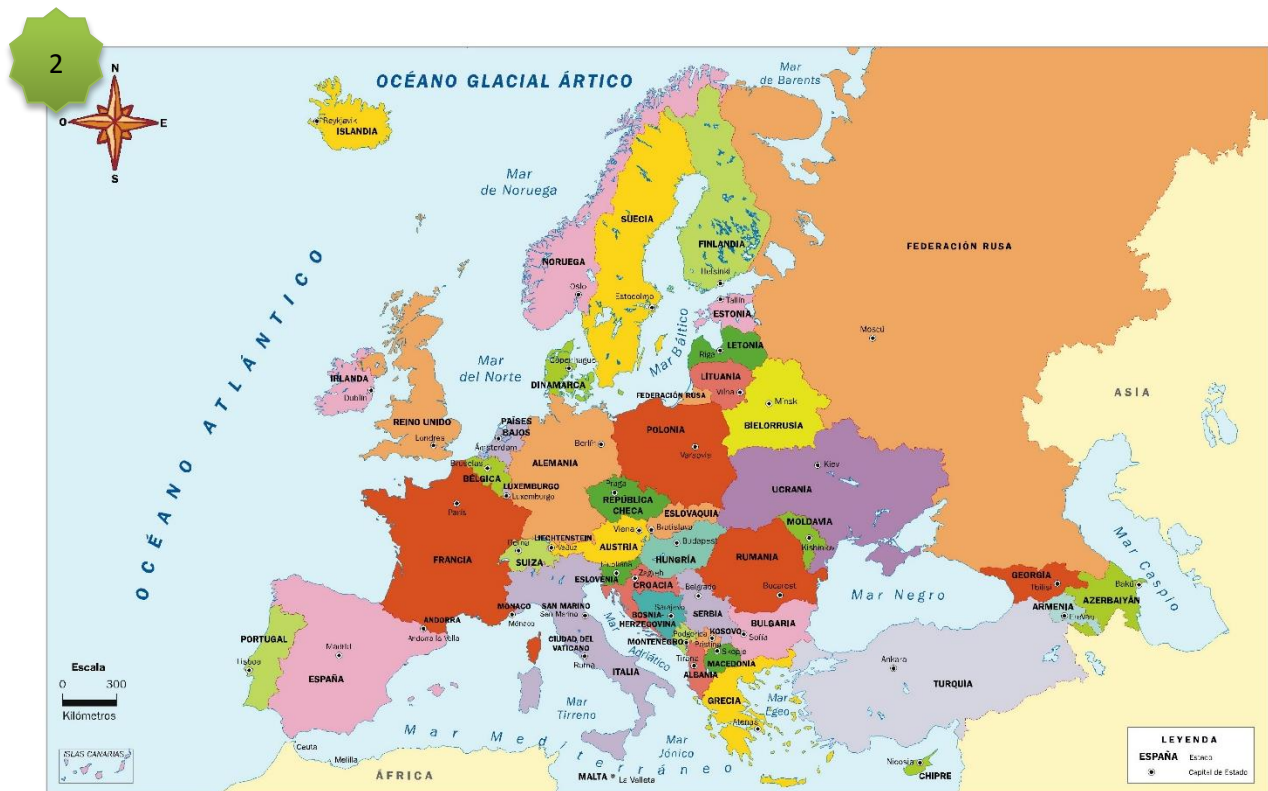 2
N
O
E
S
OCÉANO GLACIAL ÁRTICO
Mar
de Barents
Reykjavik
ISLANDIA
Mar
de Noruega
SUECIA
FINLANDIA
Helsinki
FEDERACIÓN RUSA
NORUEGA
Oslo
Estocolmo
Tallin
ESTONIA
Moscú
OCÉANO ATLÁNTICO
Mar Báltico
Riga
LETONIA
Mar
del Norte
Copenhague
DINAMARCA
LITUANIA
Vilna
IRLANDA
Dublín
FEDERACIÓN RUSA
Minsk
BIELORRUSIA
ASIA
REINO UNIDO
Londres
PAÍSES
BAJOS
Ámsterdam
Berlín
POLONIA
Varsovia
ALEMANIA
Bruselas
BÉLGICA
Kiev
UCRANIA
LUXEMBURGO
Luxemburgo
Praga
REPÚBLICA
CHECA
París
ESLOVAQUIA
Bratislava
MOLDAVIA
Kishiniov
Viena
AUSTRIA
LIECHTENSTEIN
Vaduz
Berna
SUIZA
Budapest
HUNGRÍA
FRANCIA
RUMANIA
Bucarest
Liubliana
ESLOVENIA
Zagreb
CROACIA
Belgrado
SERBIA
Mar Caspio
GEORGIA
Tbilisi
Bakú
AZERBAIYÁN
ARMENIA
Ereván
Mar Negro
MÓNACO
Mónaco
SAN MARINO
San Marino
Sarajevo
BOSNIA-
HERZEGOVINA
ANDORRA
Andorra la Vella
CIUDAD DEL
VATICANO
Roma
Mar
Adriático
MONTENEGRO
Podgorica
KOSOVO
Pristina
BULGARIA
Sofía
PORTUGAL
Lisboa
Madrid
ESPAÑA
ITALIA
Tirana
ALBANIA
Skopje
MACEDONIA
Ankara
TURQUÍA
Escala
0 300
Kilómetros
Mar
Tirreno
GRECIA
Mar
Egeo
Atenas
Mar
Jónico
Mar Mediterráneo
Ceuta
Melilla
ISLAS CANARIAS
ÁFRICA
MALTA
La Valleta
Nicosia
CHIPRE
LEYENDA
ESPAÑA Estado
Capital de Estado